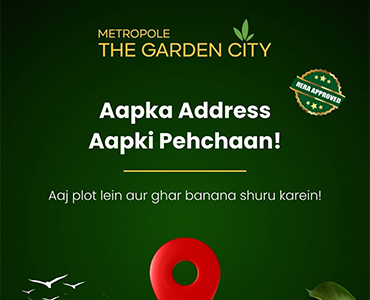 METROPOLE
THE GARDEN CITY
RERA APPROVED
Aapka Address
Aapki Pehchaan!
Aaj plot lein aur ghar banana shuru karein!